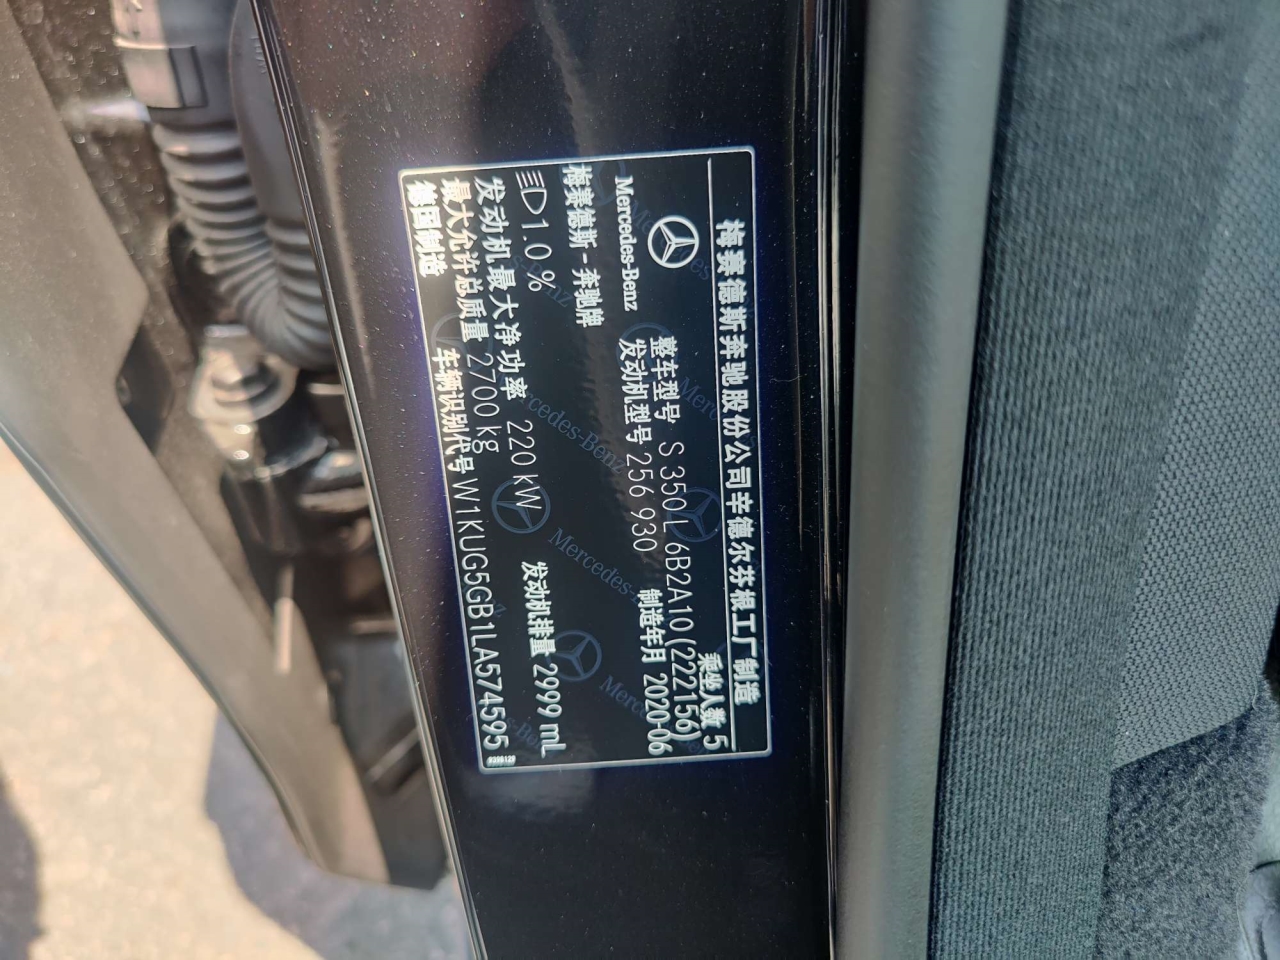 梅赛德斯奔驰股份公司辛德尔芬根工厂制造
乘坐人数 5
整车型号 S 350 L 6B2A10 (222156)
Mercedes-Benz
发动机型号 256 930
制造年月 2020-06
梅赛德斯-奔驰牌
1.0 %
发动机最大净功率 220 kW
发动机排量 2999 mL
最大允许总质量 2700 kg
德国制造
车辆识别代号 W1KUG5GB1LA574595